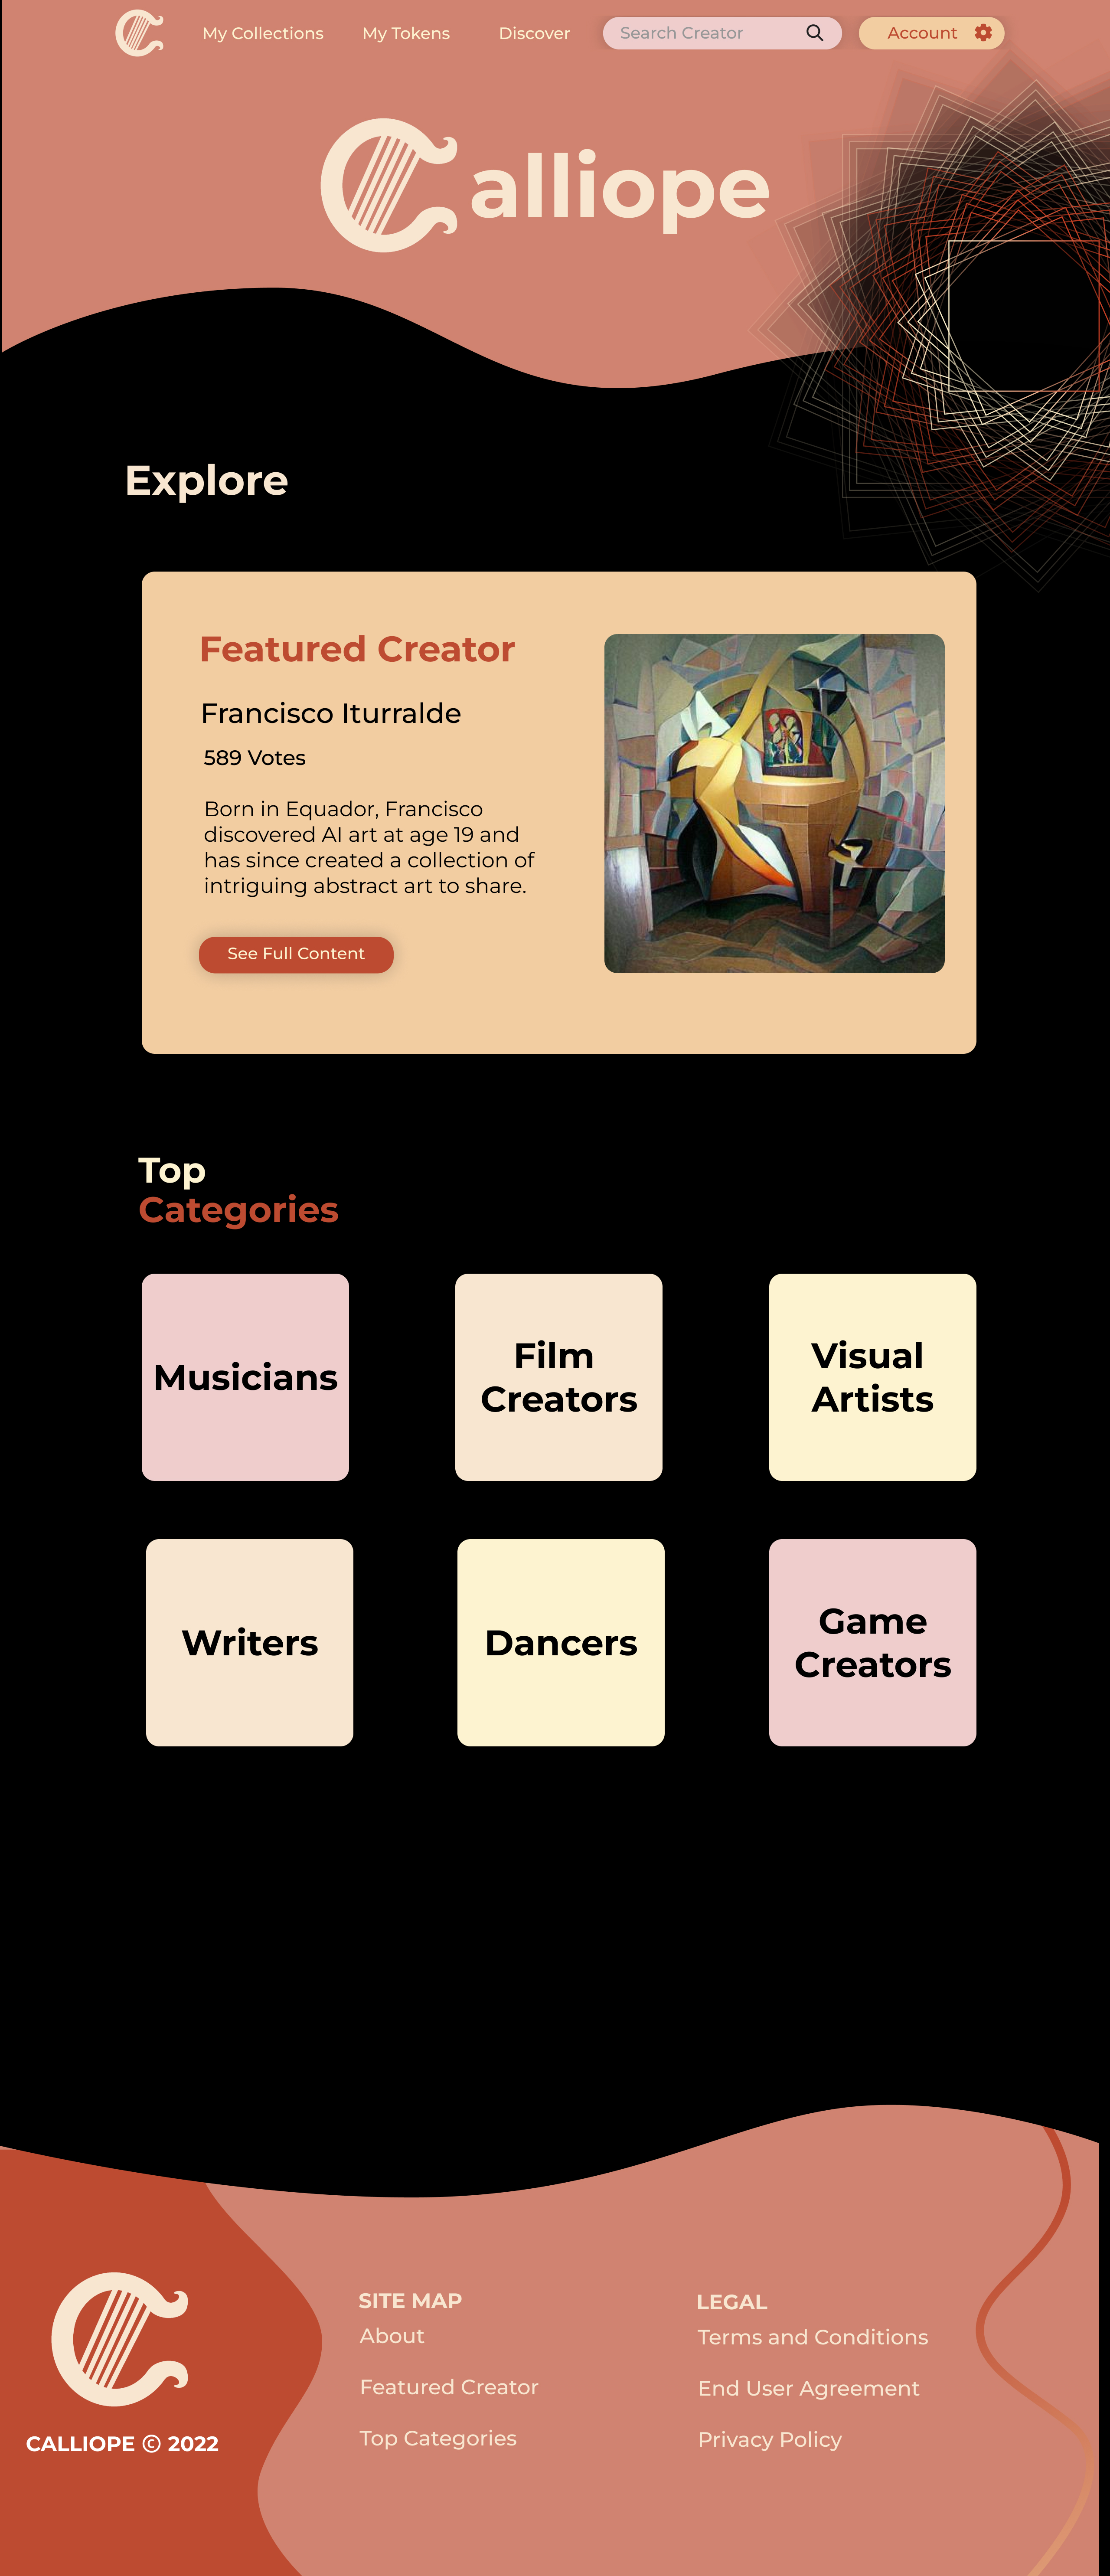 My Collections
My Tokens
Discover
Search Creator
Account
Calliope
Explore
Featured Creator
Francisco Iturralde
589 Votes
Born in Equador, Francisco
discovered AI art at age 19 and
has since created a collection of
intriguing abstract art to share.
See Full Content
Top
Categories
Musicians
Film
Creators
Visual
Artists
Writers
Dancers
Game
Creators
CALLIOPE © 2022
SITE MAP
About
Featured Creator
Top Categories
LEGAL
Terms and Conditions
End User Agreement
Privacy Policy